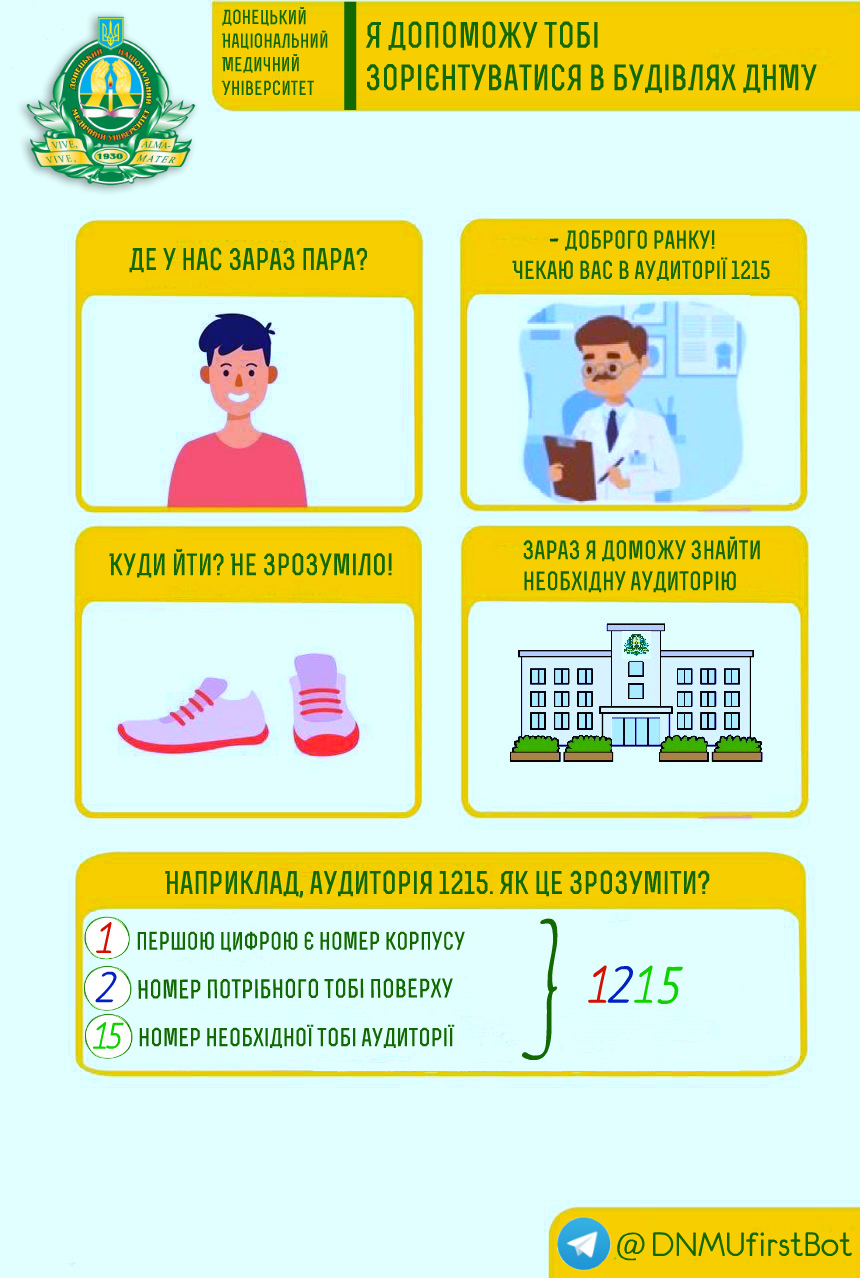 ДОНЕЦЬКИЙ
НАЦІОНАЛЬНИЙ
МЕДИЧНИЙ
УНІВЕРСИТЕТ
Я ДОПОМОЖУ ТОБІ
ЗОРІЄНТУВАТИСЯ В БУДІВЛЯХ ДНМУ
ДОНЕЦЬКИЙ НАЦІОНАЛЬНИЙ
МЕДИЧНИЙ УНІВЕРСИТЕТ
VIVE, VIVE,
1930
ALMA-MATER
ДЕ У НАС ЗАРАЗ ПАРА?
- ДОБРОГО РАНКУ!
ЧЕКАЮ ВАС В АУДИТОРІЇ 1215
КУДИ ЙТИ? НЕ ЗРОЗУМІЛО!
ЗАРАЗ Я ДОМОЖУ ЗНАЙТИ
НЕОБХІДНУ АУДИТОРІЮ
НАПРИКЛАД, АУДИТОРІЯ 1215. ЯК ЦЕ ЗРОЗУМІТИ?
1 ПЕРШОЮ ЦИФРОЮ Є НОМЕР КОРПУСУ
2 НОМЕР ПОТРІБНОГО ТОБІ ПОВЕРХУ
15 НОМЕР НЕОБХІДНОЇ ТОБІ АУДИТОРІЇ
1215
@DNMUfirstBot